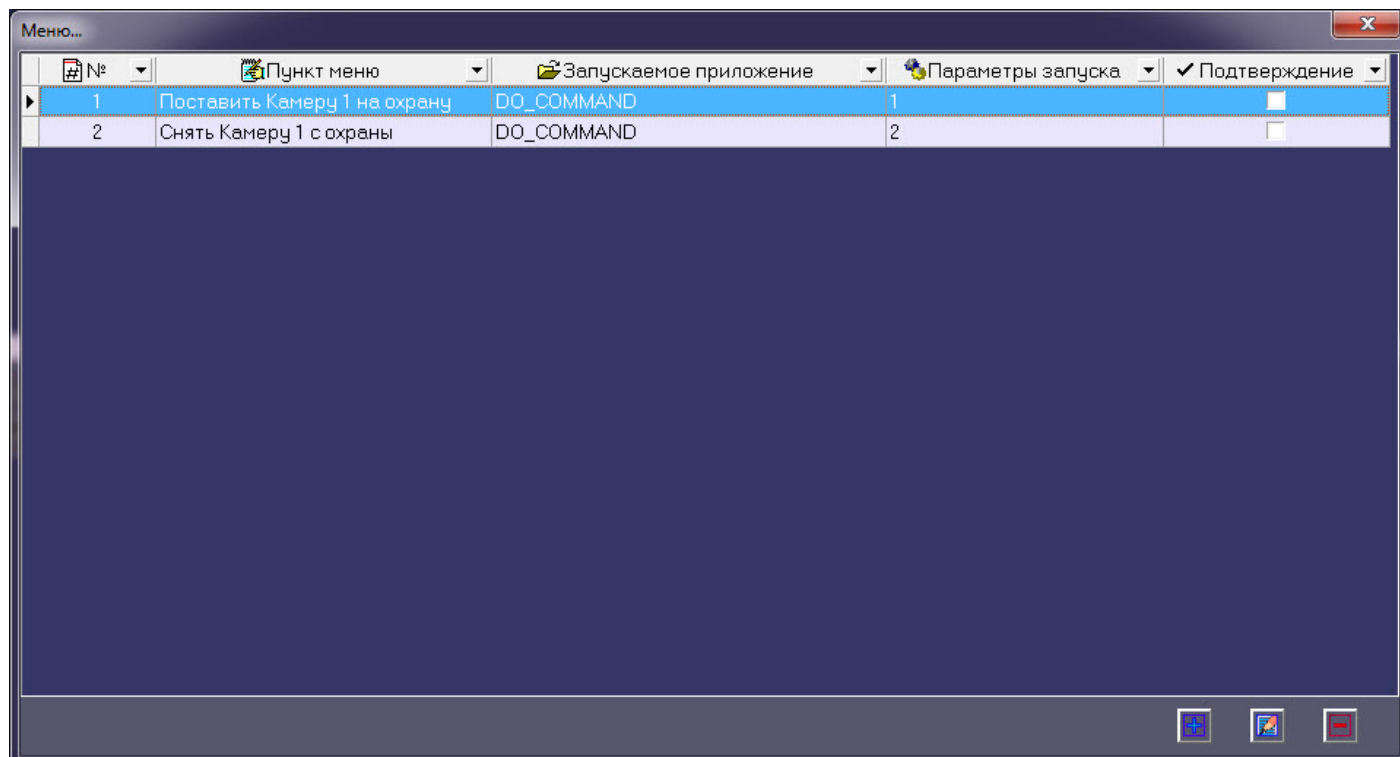 Меню...
№ Пункт меню Запускаемое приложение Параметры запуска Подтверждение
1 Поставить Камеру 1 на охрану DO_COMMAND 1
2 Снять Камеру 1 с охраны DO_COMMAND 2